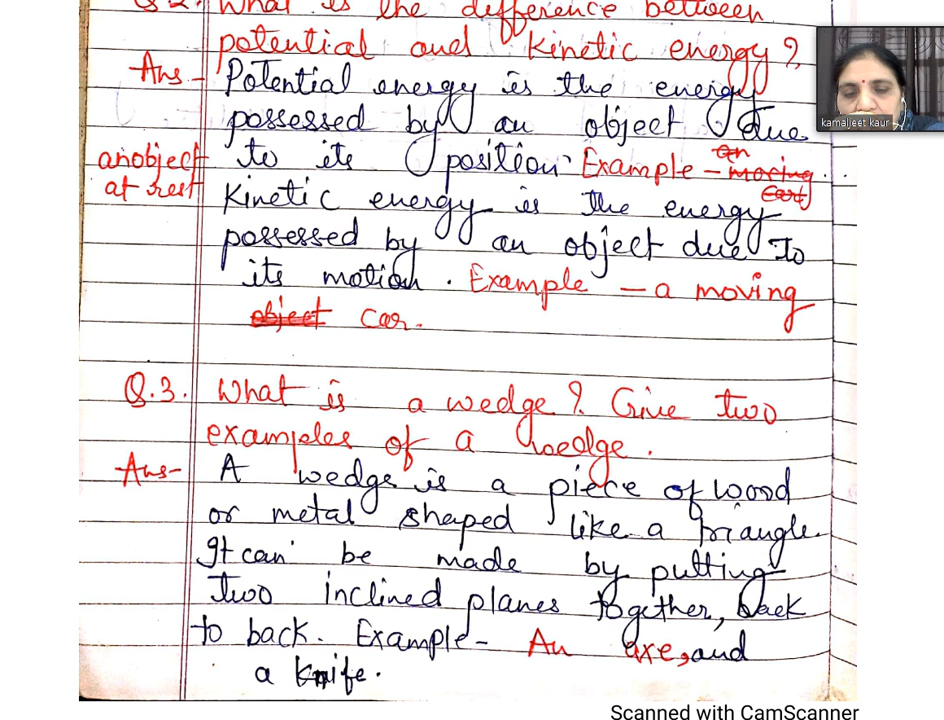 Q 2. What is the difference between
potential and kinetic energy?
kamaljeet kaur
Ans - Potential energy is the energy
possessed by an object due
an object at rest
to its position. Example - an moving cart
Kinetic energy is the energy
possessed by an object due to
its motion. Example - a moving
object car.
Q.3. What is a wedge? Give two
examples of a wedge.
Ans - A wedge is a piece of wood
or metal shaped like a triangle.
It can be made by putting
two inclined planes together, back
to back. Example - An axe, and
a knife.
Scanned with CamScanner